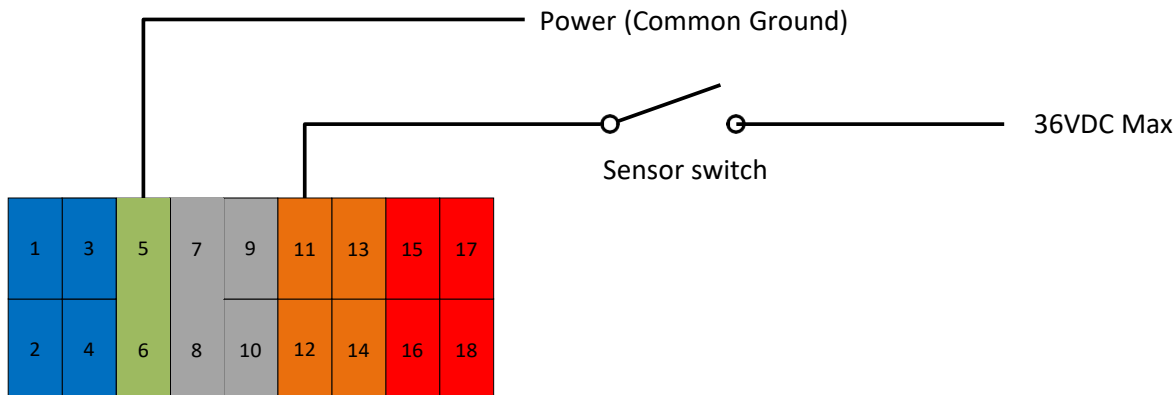 Power (Common Ground)
36VDC Max
Sensor switch
1 3 5 7 9 11 13 15 17
2 4 6 8 10 12 14 16 18